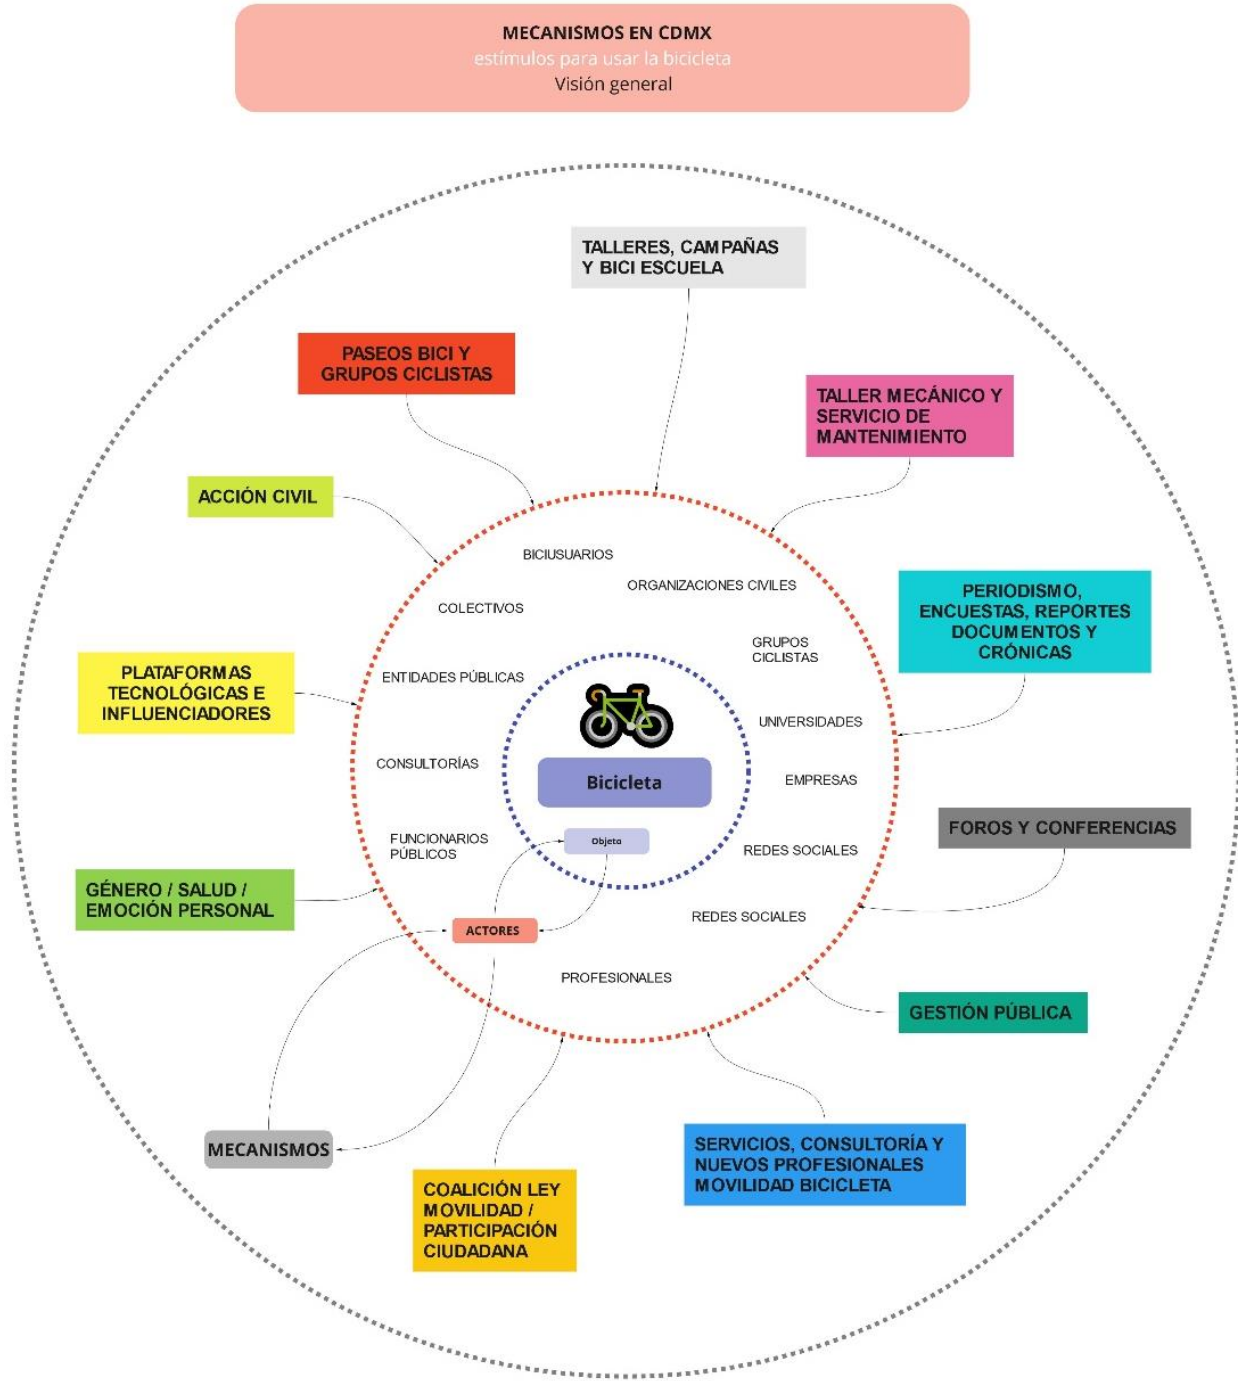 MECANISMOS EN CDMX
estímulos para usar la bicicleta
Visión general
TALLERES, CAMPAÑAS
Y BICI ESCUELA
PASEOS BICI Y
GRUPOS CICLISTAS
TALLER MECÁNICO Y
SERVICIO DE
MANTENIMIENTO
ACCIÓN CIVIL
BICIUSUARIOS
ORGANIZACIONES CIVILES
COLECTIVOS
GRUPOS
CICLISTAS
PERIODISMO,
ENCUESTAS, REPORTES
DOCUMENTOS Y
CRÓNICAS
PLATAFORMAS
TECNOLÓGICAS E
INFLUENCIADORES
ENTIDADES PÚBLICAS
UNIVERSIDADES
CONSULTORÍAS
Bicicleta
EMPRESAS
FUNCIONARIOS
PÚBLICOS
Objeto
REDES SOCIALES
FOROS Y CONFERENCIAS
GÉNERO / SALUD /
EMOCIÓN PERSONAL
ACTORES
REDES SOCIALES
PROFESIONALES
GESTIÓN PÚBLICA
MECANISMOS
SERVICIOS, CONSULTORÍA Y
NUEVOS PROFESIONALES
MOVILIDAD BICICLETA
COALICIÓN LEY
MOVILIDAD /
PARTICIPACIÓN
CIUDADANA